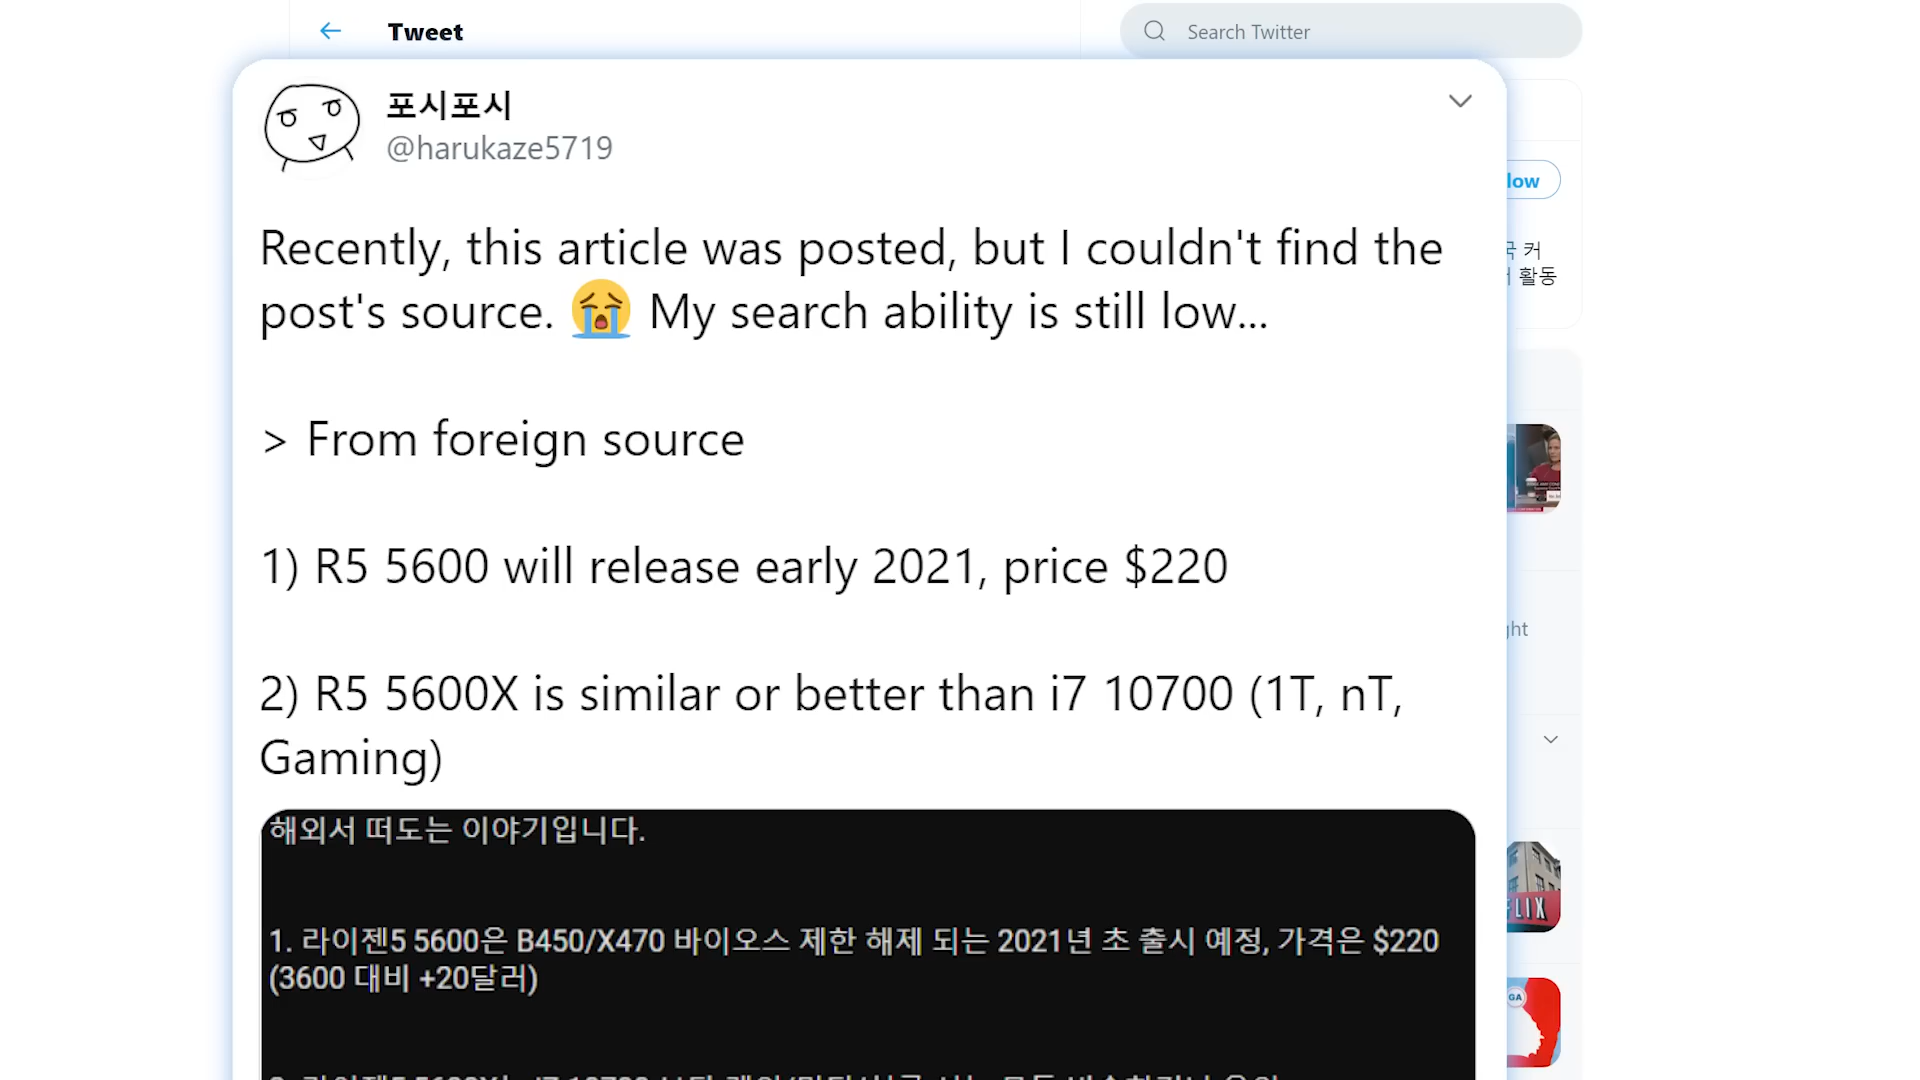 Tweet
Search Twitter
포시포시
@harukaze5719
Recently, this article was posted, but I couldn't find the
post's source. 😭 My search ability is still low...
> From foreign source
1) R5 5600 will release early 2021, price $220
2) R5 5600X is similar or better than i7 10700 (1T, nT,
Gaming)
해외서 떠도는 이야기입니다.
1. 라이젠5 5600은 B450/X470 바이오스 제한 해제 되는 2021년 초 출시 예정, 가격은 $220
(3600 대비 +20달러)
low
국 커
활동
ght
FLIX
GA